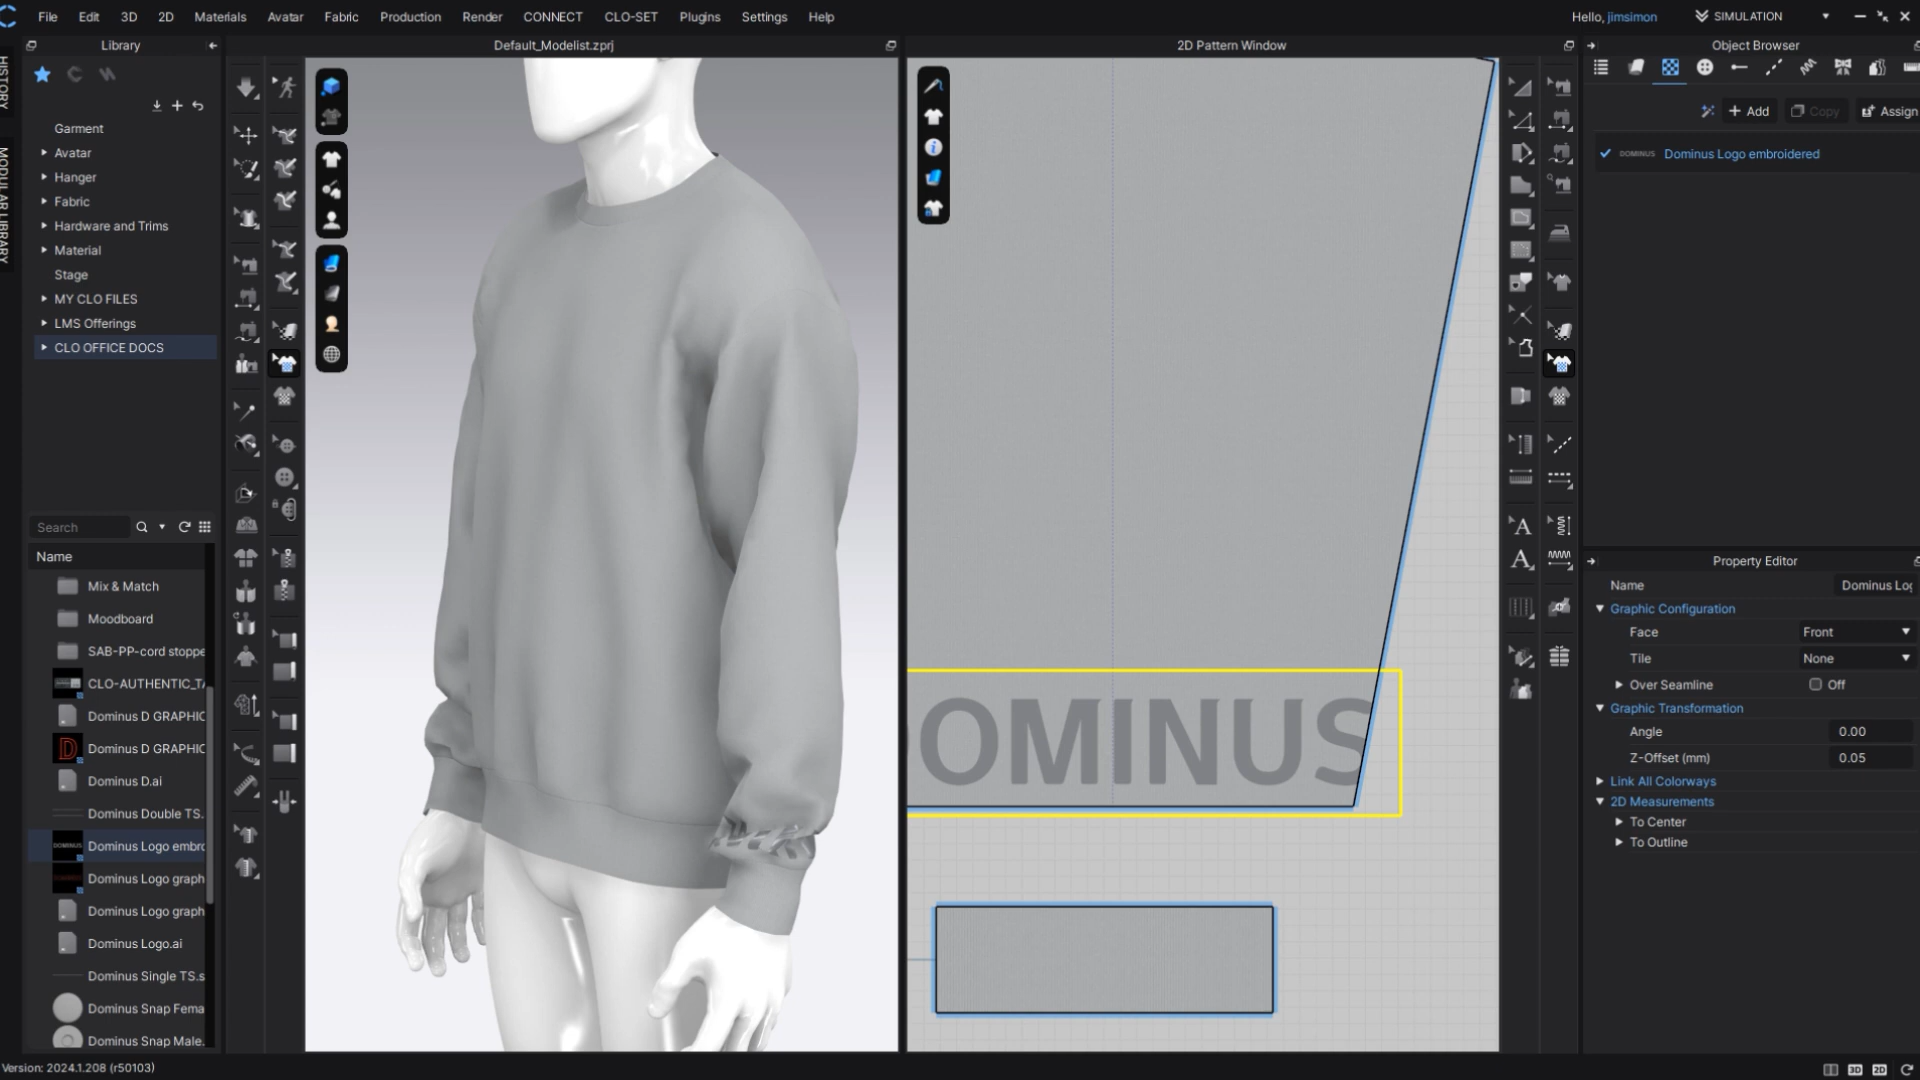 File Edit 3D 2D Materials Avatar Fabric Production Render CONNECT CLO-SET Plugins Settings Help
Hello, jimsimon
SIMULATION
HISTORY
MODULAR LIBRARY
Library
Garment
Avatar
Hanger
Fabric
Hardware and Trims
Material
Stage
MY CLO FILES
LMS Offerings
CLO OFFICE DOCS
Search
Name
Mix & Match
Moodboard
SAB-PP-cord stoppe
CLO-AUTHENTIC_TA
Dominus D GRAPHIC
Dominus D GRAPHIC
Dominus D.ai
Dominus Double TS.
Dominus Logo embro
Dominus Logo graph
Dominus Logo graph
Dominus Logo.ai
Dominus Single TS.s
Dominus Snap Fema
Dominus Snap Male.
Default_Modelist.zprj
2D Pattern Window
OMINUS
Object Browser
Add
Copy
Assign
DOMINUS
Dominus Logo embroidered
Property Editor
Name Dominus Log
Graphic Configuration
Face Front
Tile None
Over Seamline Off
Graphic Transformation
Angle 0.00
Z-Offset (mm) 0.05
Link All Colorways
2D Measurements
To Center
To Outline
Version: 2024.1.208 (r50103)
3D 2D